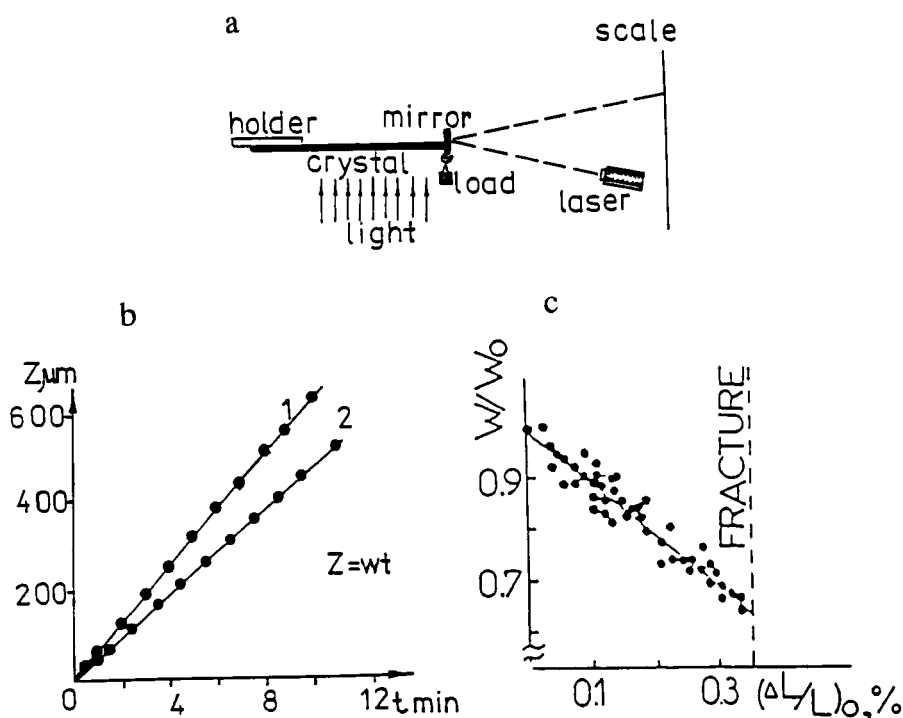 a
scale
holder
mirror
crystal
load
laser
light
b
Z,μm
600
400
200
0
4
8
12 t min
1
2
Z=wt
c
W/W₀
0.9
0.7
0.1
0.3
(ΔL/L)₀,%
FRACTURE